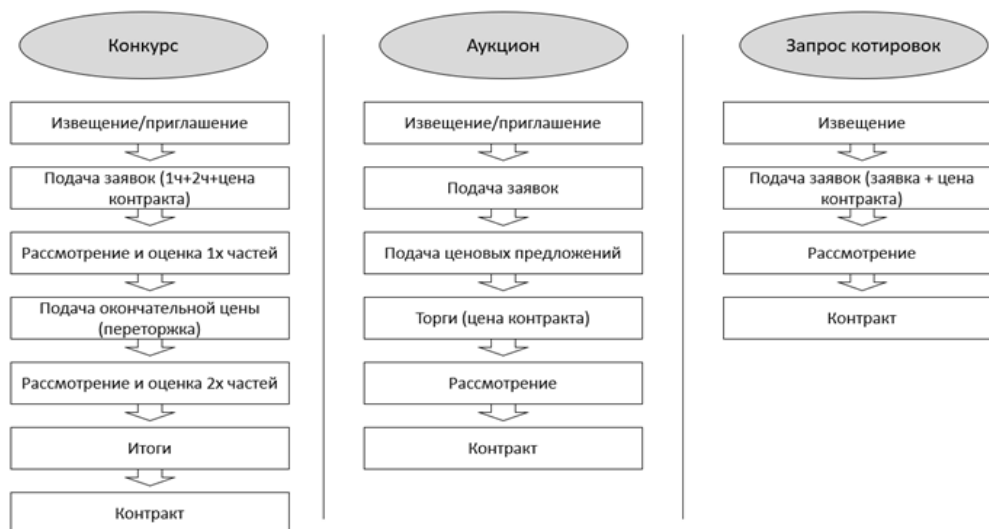 Конкурс
Извещение/приглашение
Подача заявок (1ч+2ч+цена
контракта)
Рассмотрение и оценка 1х частей
Подача окончательной цены
(переторжка)
Рассмотрение и оценка 2х частей
Итоги
Контракт
Аукцион
Извещение/приглашение
Подача заявок
Подача ценовых предложений
Торги (цена контракта)
Рассмотрение
Контракт
Запрос котировок
Извещение
Подача заявок (заявка + цена
контракта)
Рассмотрение
Контракт